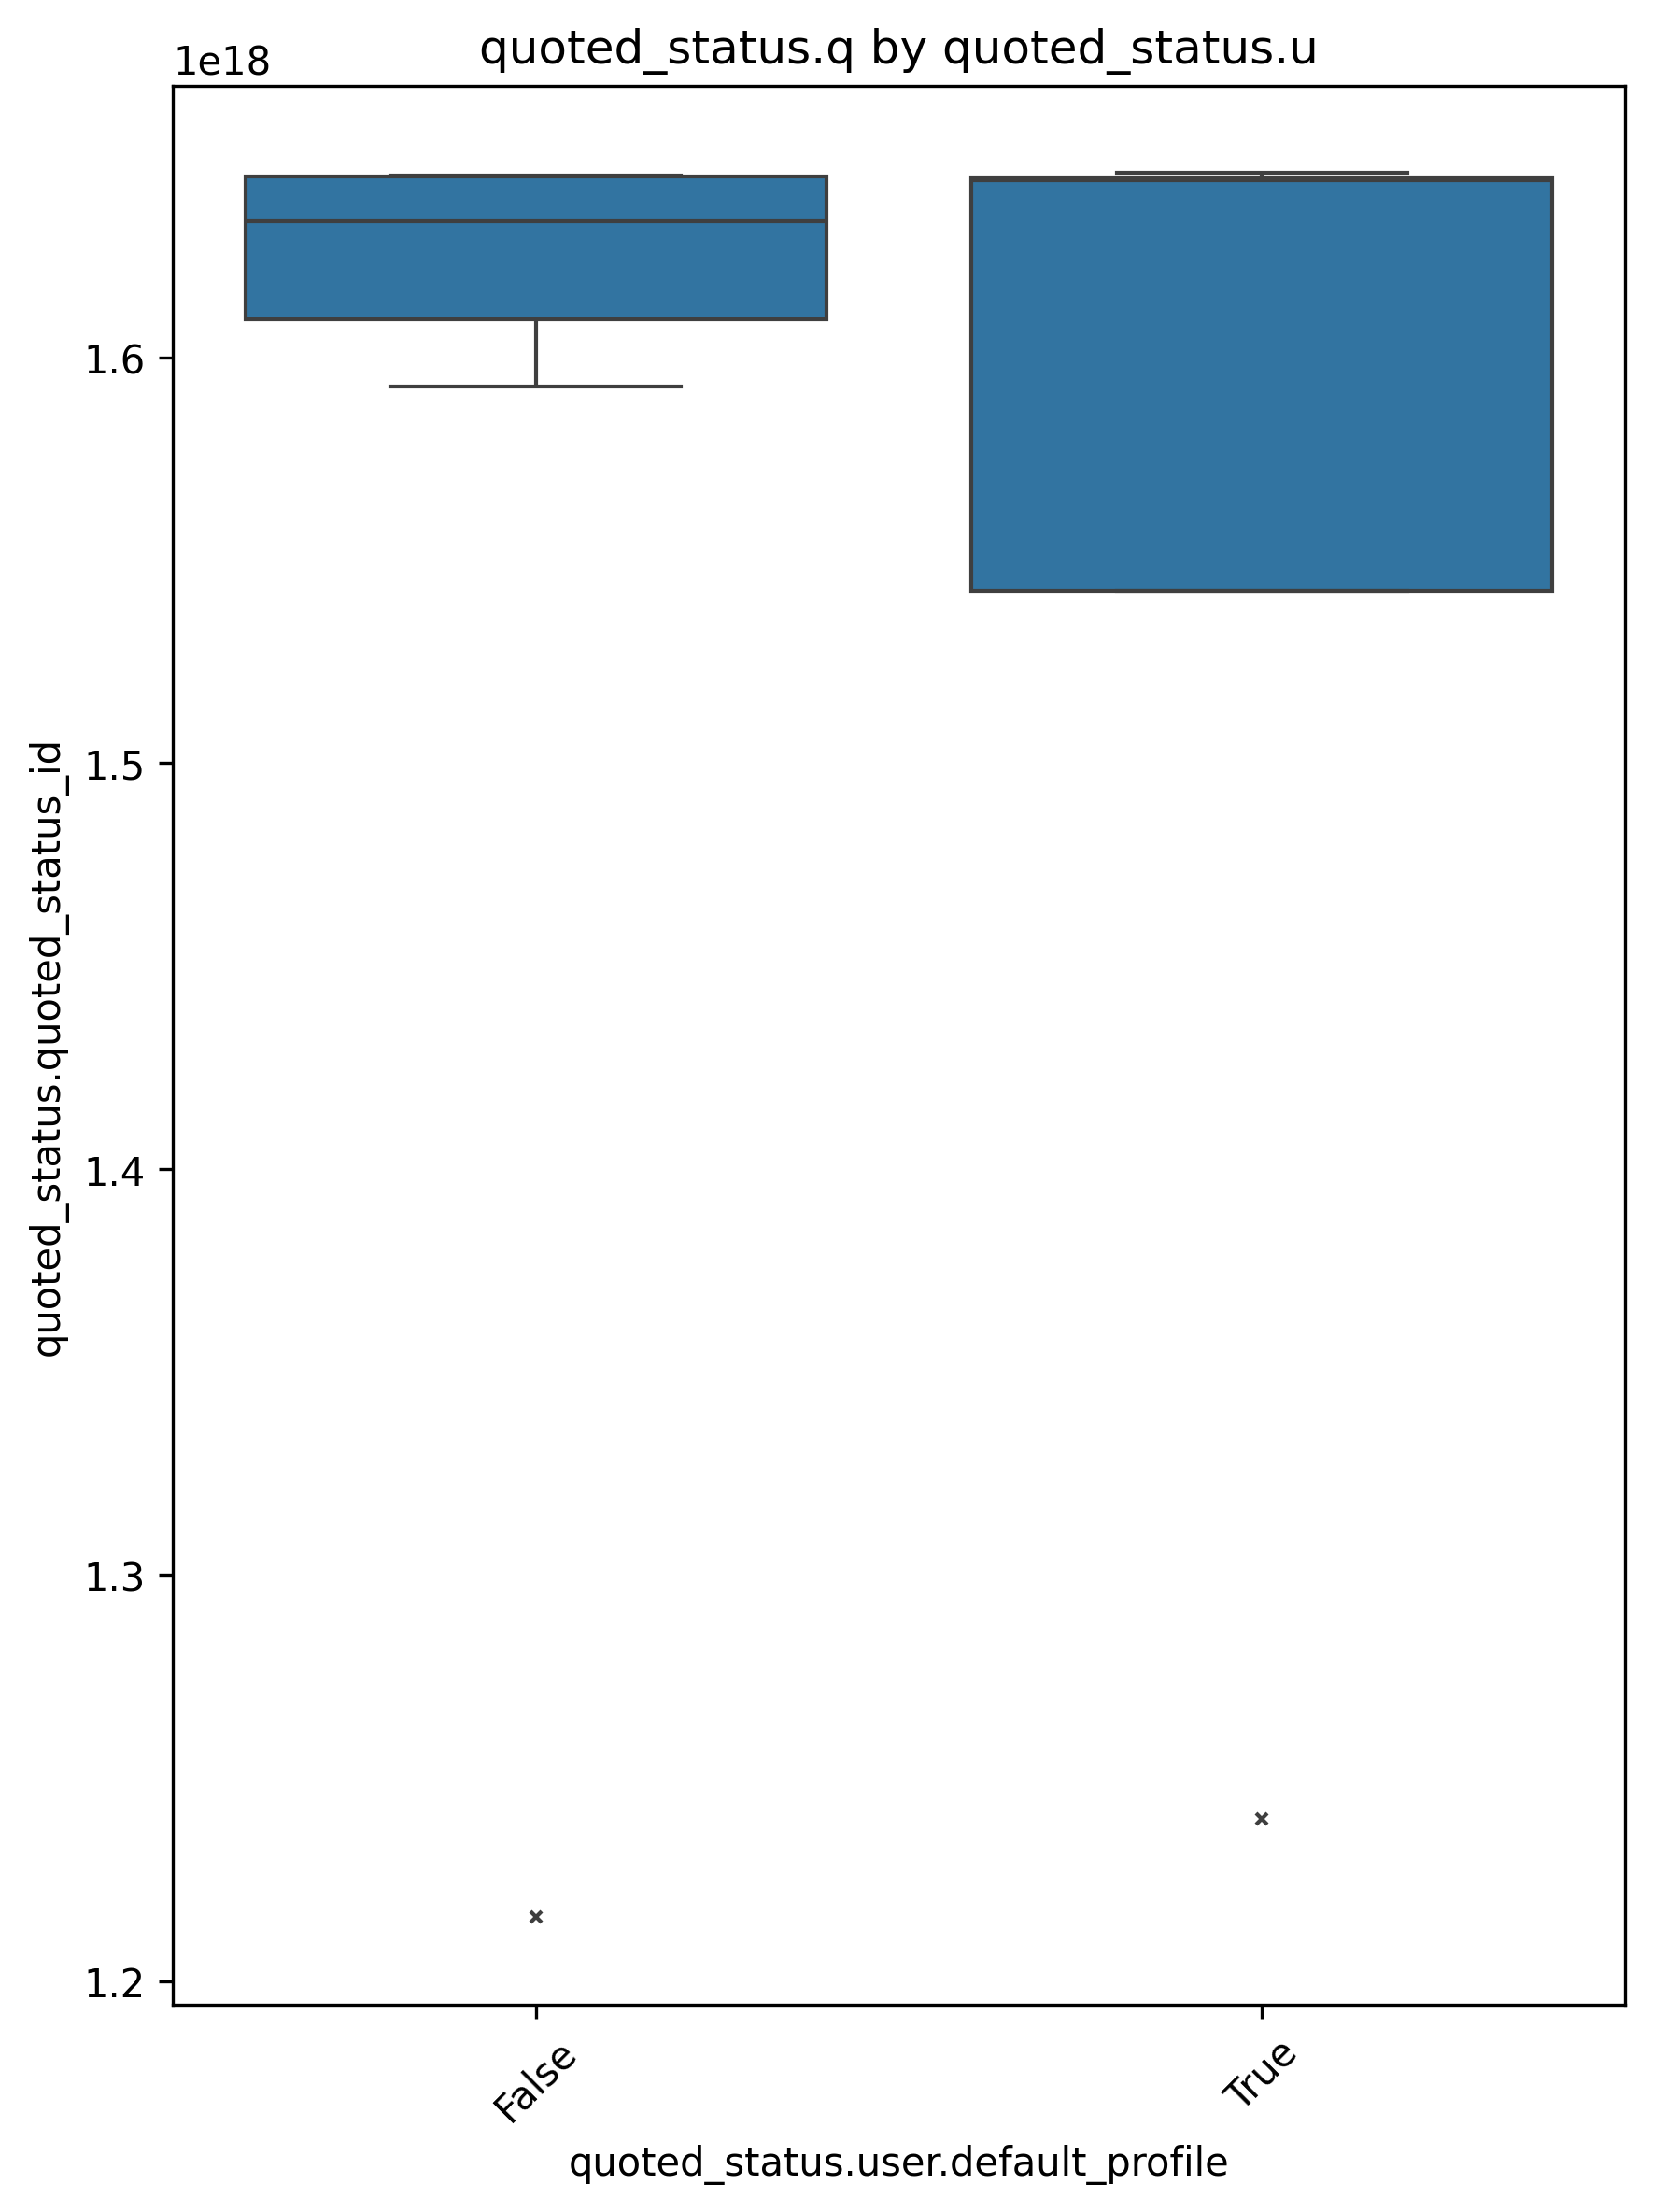 quoted_status.q by quoted_status.u
1e18
1.6
1.5
1.4
1.3
1.2
quoted_status.quoted_status_id
False
True
quoted_status.user.default_profile